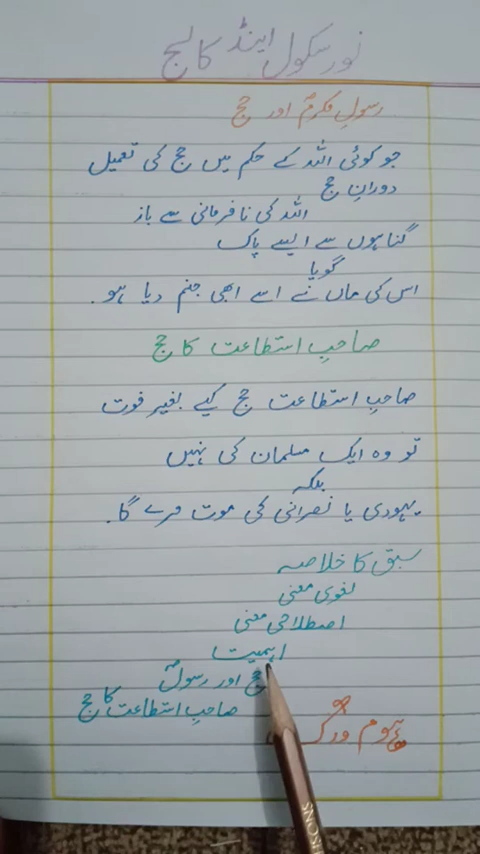 نور سکول اینڈ کالج
رسولِ مکرمؐ اور حج
جو کوئی اللہ کے حکم میں حج کی تعمیل
دورانِ حج
اللہ کی نافرمانی سے باز
گناہوں سے ایسے پاک
گویا
اس کی ماں نے اسے ابھی جنم دیا ہو۔
صاحبِ استطاعت کا حج
صاحبِ استطاعت حج کیے بغیر فوت
تو وہ ایک مسلمان کی نہیں
بلکہ
یہودی یا نصرانی کی موت مرے گا۔
سبق کا خلاصہ
لغوی معنی
اصطلاحی معنی
اہمیت
حج اور رسولؐ
صاحبِ استطاعت کا حج
ہوم ورک